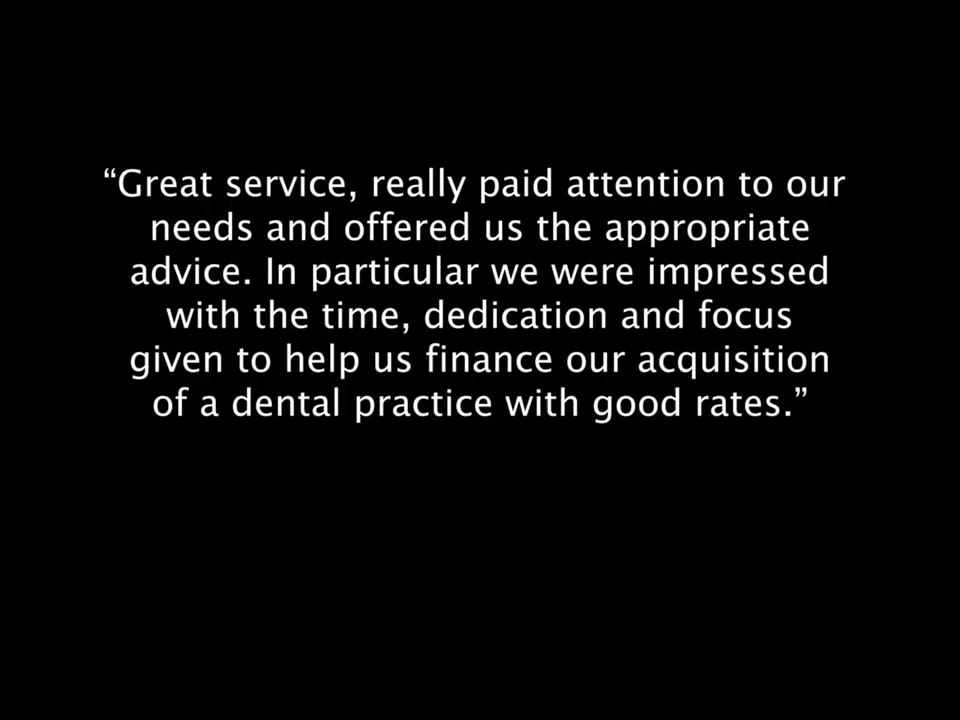 “Great service, really paid attention to our
needs and offered us the appropriate
advice. In particular we were impressed
with the time, dedication and focus
given to help us finance our acquisition
of a dental practice with good rates.”